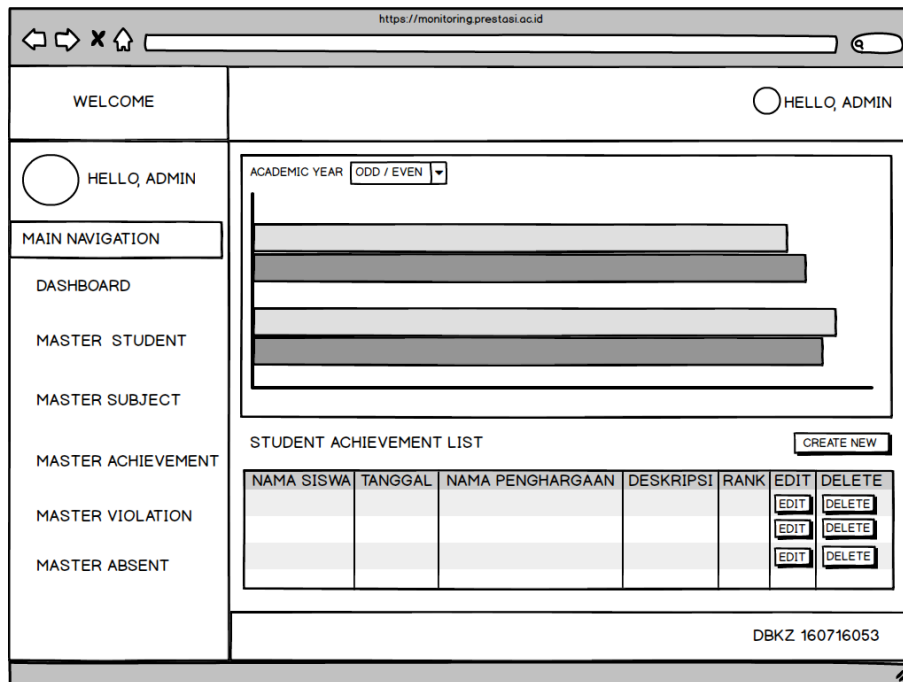 https://monitoring.prestasi.ac.id
WELCOME
HELLO, ADMIN
HELLO, ADMIN
MAIN NAVIGATION
DASHBOARD
MASTER STUDENT
MASTER SUBJECT
MASTER ACHIEVEMENT
MASTER VIOLATION
MASTER ABSENT
ACADEMIC YEAR ODD / EVEN
STUDENT ACHIEVEMENT LIST CREATE NEW
NAMA SISWA TANGGAL NAMA PENGHARGAAN DESKRIPSI RANK EDIT DELETE
EDIT DELETE
EDIT DELETE
EDIT DELETE
DBKZ 160716053